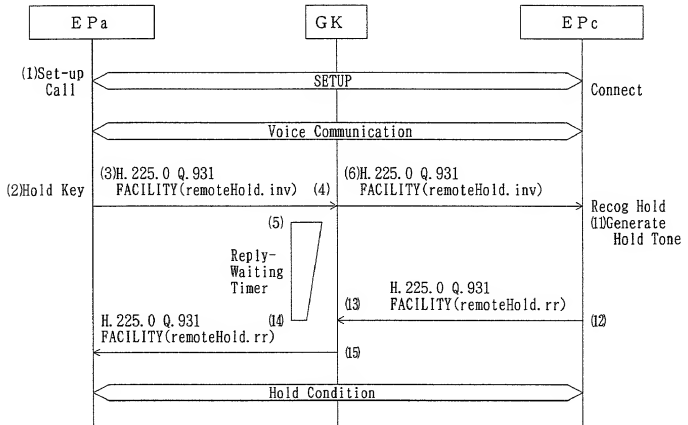 EPa
GK
EPc
(1)Set-up
Call
SETUP
Connect
Voice Communication
(2)Hold Key
(3)H.225.0 Q.931
FACILITY(remoteHold.inv)
(4)
(6)H.225.0 Q.931
FACILITY(remoteHold.inv)
Recog Hold
(11)Generate
Hold Tone
(5)
Reply-
Waiting
Timer
H.225.0 Q.931
FACILITY(remoteHold.rr)
(13)
(12)
(14)
H.225.0 Q.931
FACILITY(remoteHold.rr)
(15)
Hold Condition